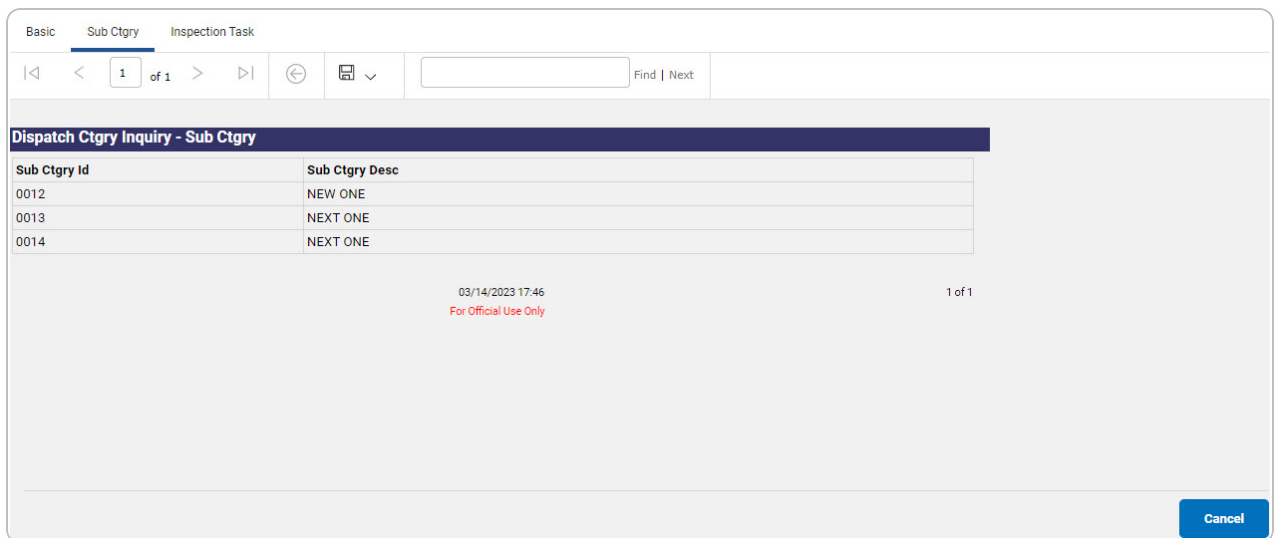 Basic Sub Ctgry Inspection Task
1 of 1 Find | Next
Dispatch Ctgry Inquiry - Sub Ctgry
Sub Ctgry Id Sub Ctgry Desc
0012 NEW ONE
0013 NEXT ONE
0014 NEXT ONE
03/14/2023 17:46 1 of 1
For Official Use Only
Cancel